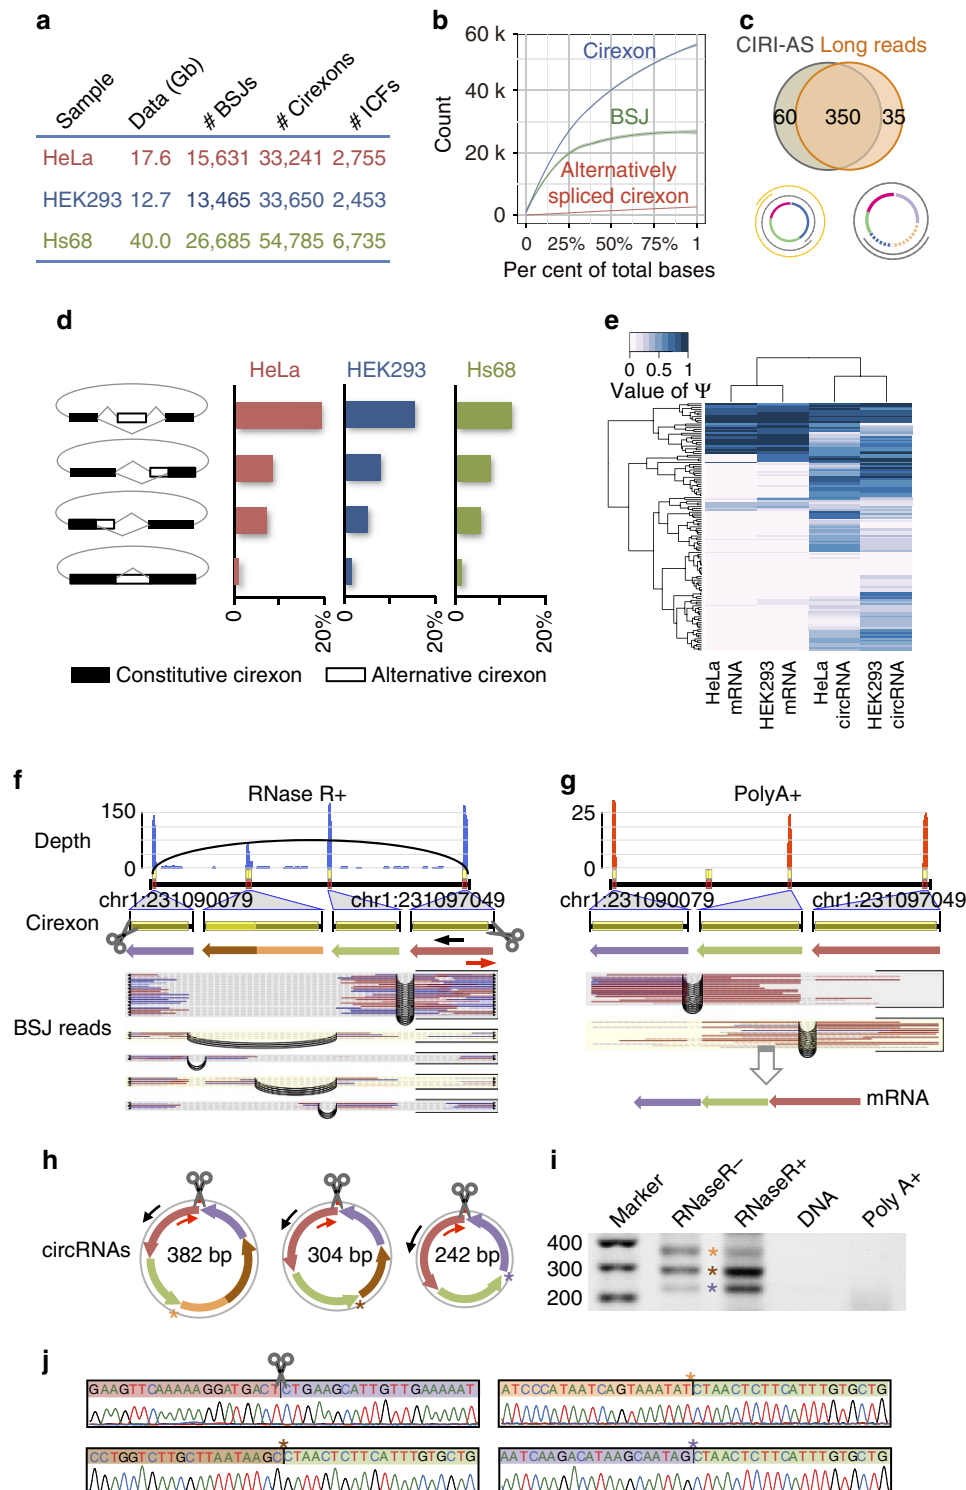 a
Sample Data (Gb) # BSJs # Cirexons # ICFs
HeLa 17.6 15,631 33,241 2,755
HEK293 12.7 13,465 33,650 2,453
Hs68 40.0 26,685 54,785 6,735
b
60 k
40 k
20 k
0
Count
Cirexon
BSJ
Alternatively
spliced cirexon
0 25% 50% 75% 1
Per cent of total bases
c
CIRI-AS Long reads
60 350 35
d
HeLa HEK293 Hs68
0 20% 0 20% 0 20%
Constitutive cirexon Alternative cirexon
e
0 0.5 1
Value of Ψ
HeLa mRNA
HEK293 mRNA
HeLa circRNA
HEK293 circRNA
f
RNase R+
150
Depth
0
chr1:231090079 chr1:231097049
Cirexon
BSJ reads
g
PolyA+
25
0
chr1:231090079 chr1:231097049
mRNA
h
circRNAs
382 bp 304 bp 242 bp
* * *
i
Marker RNaseR− RNaseR+ DNA Poly A+
400
300
200
*
*
*
j
GAAGTTCAAAAAGGATGACTCTGAAGCATTGTTGAAAAAT
*
ATCCCATAATCAGTAAATATCTAACTCTTCATTTGTGCTG
*
CCTGGTCTTGCTTAATAAGCCTAACTCTTCATTTGTGCTG
*
AATCAAGACATAAGCAATAGCTAACTCTTCATTTGTGCTG